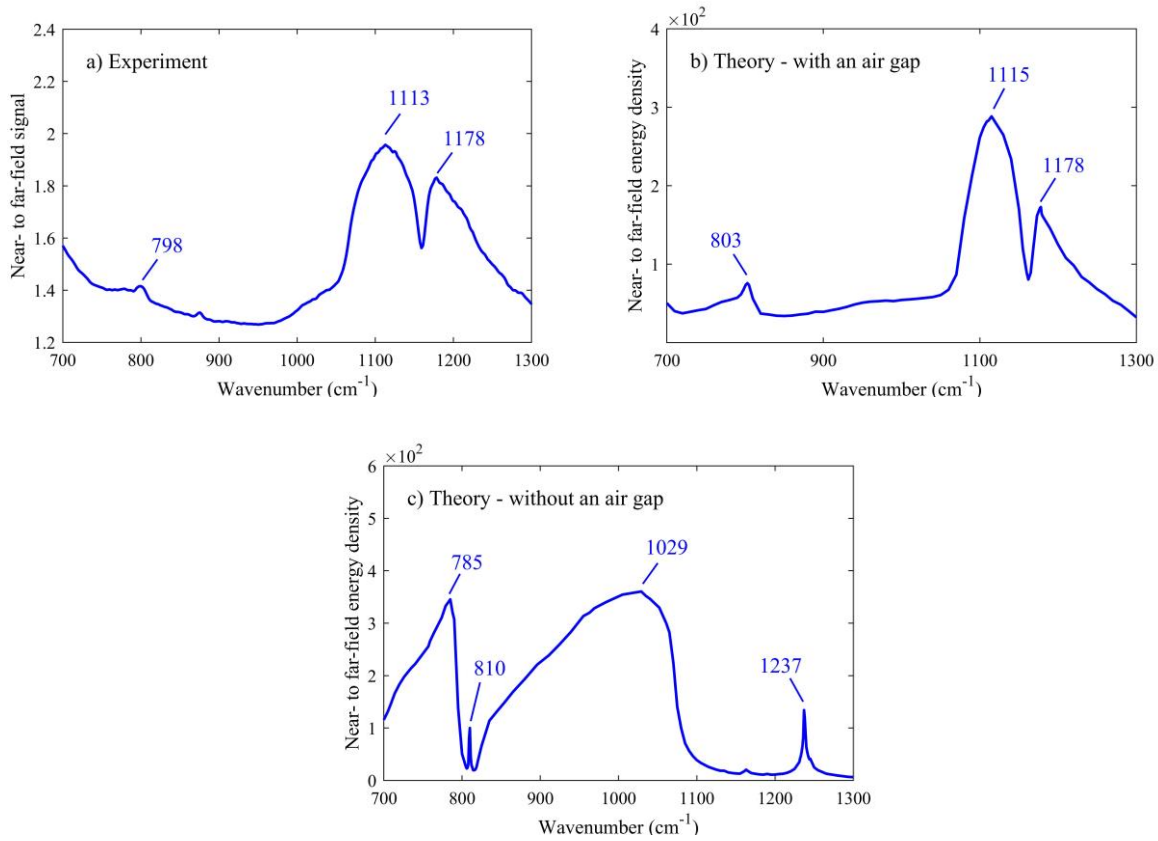 a) Experiment
1113
1178
798
Near- to far-field signal
2.4
2.2
2
1.8
1.6
1.4
1.2
700 800 900 1000 1100 1200 1300
Wavenumber (cm⁻¹)
×10²
b) Theory - with an air gap
1115
1178
803
Near- to far-field energy density
4
3
2
1
700 900 1100 1300
Wavenumber (cm⁻¹)
×10²
c) Theory - without an air gap
785
1029
810
1237
Near- to far-field energy density
6
5
4
3
2
1
0
700 800 900 1000 1100 1200 1300
Wavenumber (cm⁻¹)